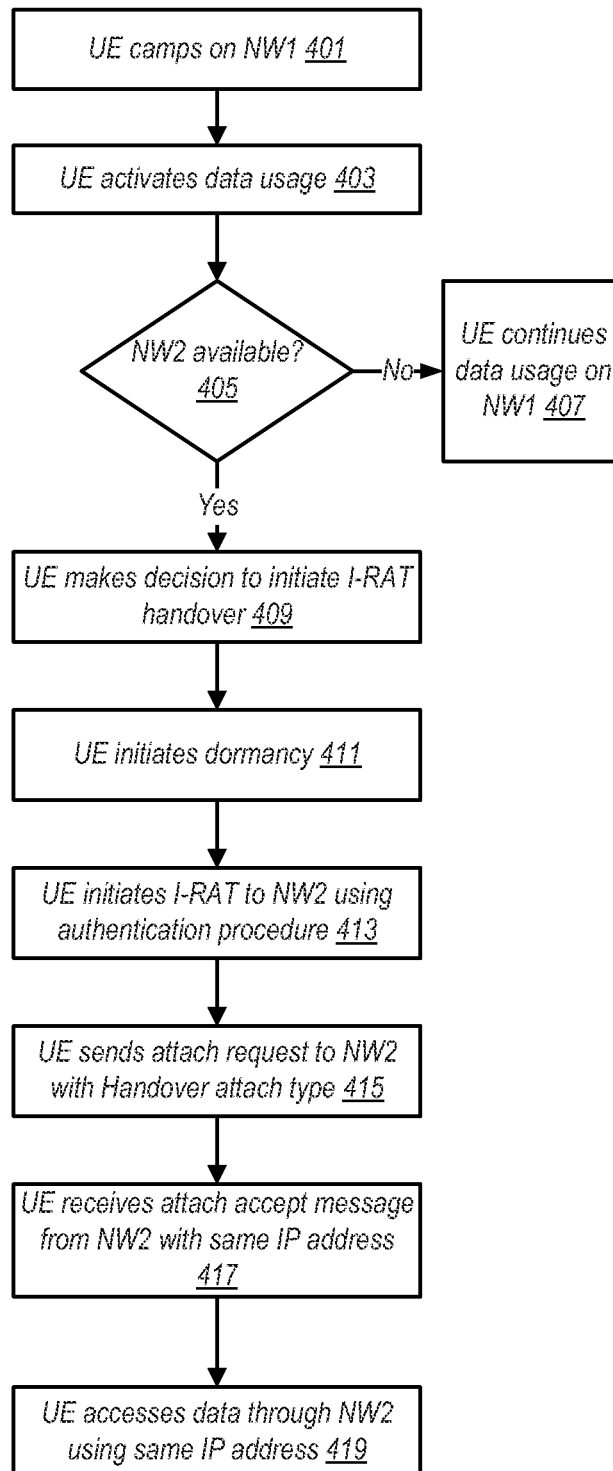 UE camps on NW1 401
UE activates data usage 403
NW2 available?
405
No
UE continues
data usage on
NW1 407
Yes
UE makes decision to initiate I-RAT
handover 409
UE initiates dormancy 411
UE initiates I-RAT to NW2 using
authentication procedure 413
UE sends attach request to NW2
with Handover attach type 415
UE receives attach accept message
from NW2 with same IP address
417
UE accesses data through NW2
using same IP address 419